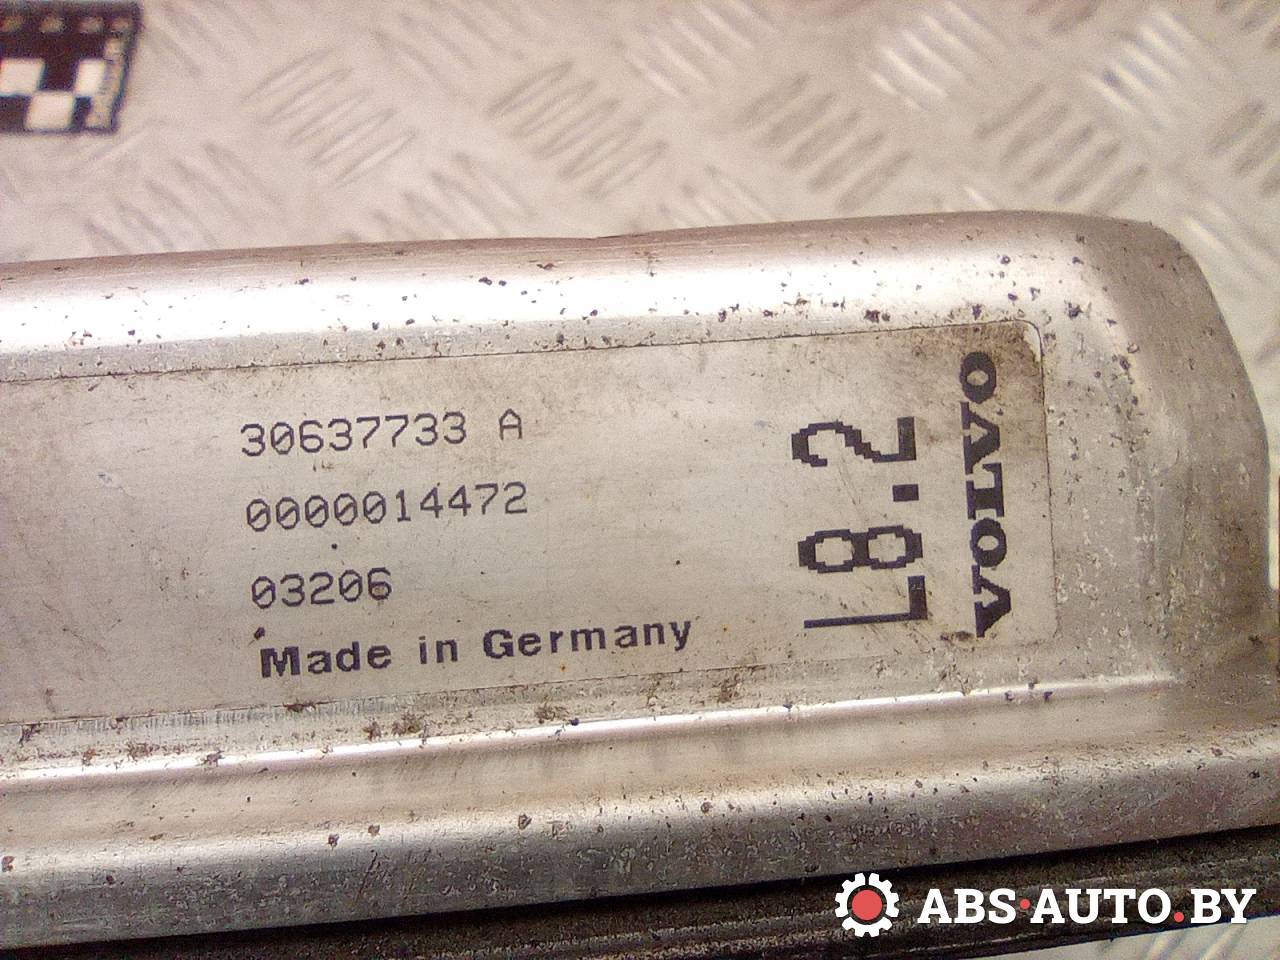 30637733 A
0000014472
03206
Made in Germany
L8.2
VOLVO
ABS·AUTO.BY